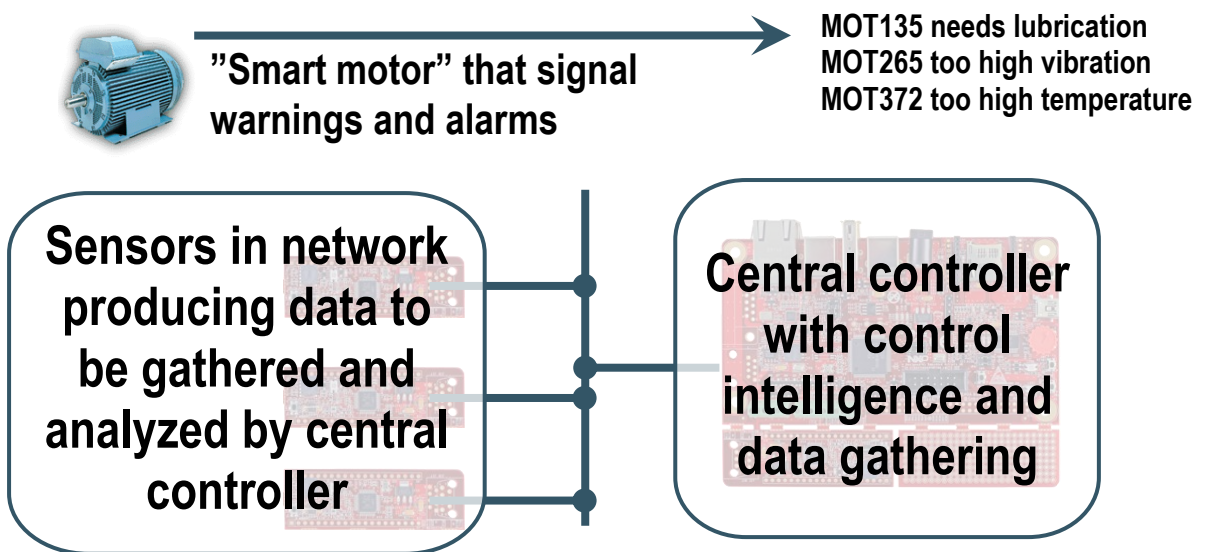 ”Smart motor” that signal
warnings and alarms
MOT135 needs lubrication
MOT265 too high vibration
MOT372 too high temperature
Sensors in network
producing data to
be gathered and
analyzed by central
controller
Central controller
with control
intelligence and
data gathering